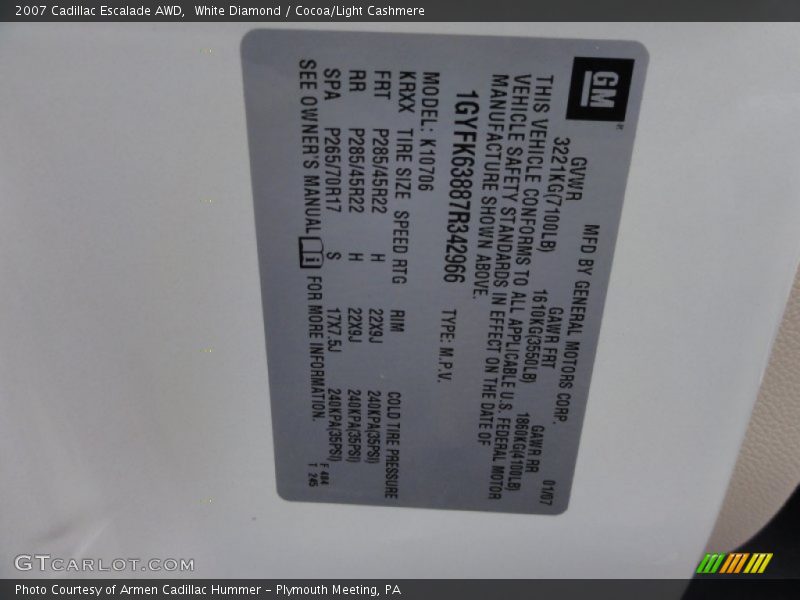 2007 Cadillac Escalade AWD,  White Diamond / Cocoa/Light Cashmere
GM
MFD BY GENERAL MOTORS CORP.
01/07
GVWR GAWR FRT GAWR RR
3221KG(7100LB) 1610KG(3550LB) 1860KG(4100LB)
THIS VEHICLE CONFORMS TO ALL APPLICABLE U.S. FEDERAL MOTOR
VEHICLE SAFETY STANDARDS IN EFFECT ON THE DATE OF
MANUFACTURE SHOWN ABOVE.
1GYFK63887R342966 TYPE: M.P.V.
MODEL: K10706
KRXX TIRE SIZE SPEED RTG RIM COLD TIRE PRESSURE
FRT P285/45R22 H 22X9J 240KPA(35PSI)
RR P285/45R22 H 22X9J 240KPA(35PSI)
SPA P265/70R17 S 17X7.5J 240KPA(35PSI)
SEE OWNER'S MANUAL i FOR MORE INFORMATION.
T 245
GTCARLOT.COM
Photo Courtesy of Armen Cadillac Hummer – Plymouth Meeting, PA